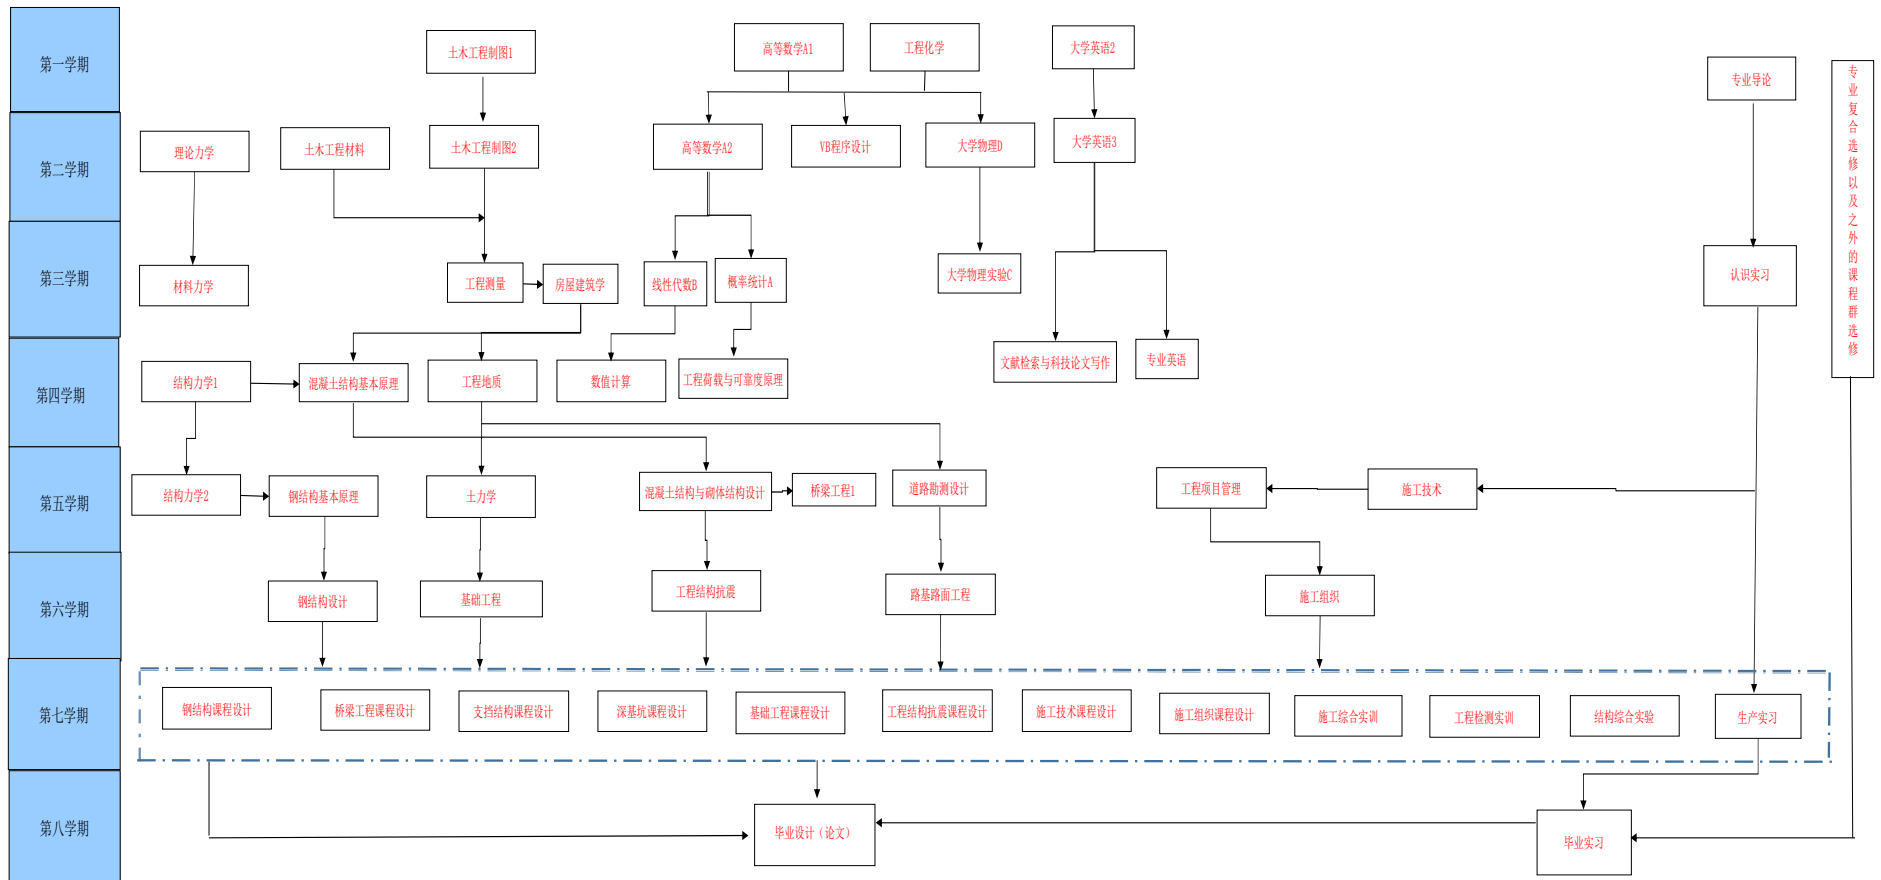 第一学期
土木工程制图1
高等数学A1
工程化学
大学英语2
专业导论
专业复合选修以及之外的课程群选修
第二学期
理论力学
土木工程材料
土木工程制图2
高等数学A2
VB程序设计
大学物理D
大学英语3
第三学期
材料力学
工程测量
房屋建筑学
线性代数B
概率统计A
大学物理实验C
认识实习
第四学期
结构力学1
混凝土结构基本原理
工程地质
数值计算
工程荷载与可靠度原理
文献检索与科技论文写作
专业英语
第五学期
结构力学2
钢结构基本原理
土力学
混凝土结构与砌体结构设计
桥梁工程1
道路勘测设计
工程项目管理
施工技术
第六学期
钢结构设计
基础工程
工程结构抗震
路基路面工程
施工组织
第七学期
钢结构课程设计
桥梁工程课程设计
支挡结构课程设计
深基坑课程设计
基础工程课程设计
工程结构抗震课程设计
施工技术课程设计
施工组织课程设计
施工综合实训
工程检测实训
结构综合实验
生产实习
第八学期
毕业设计（论文）
毕业实习